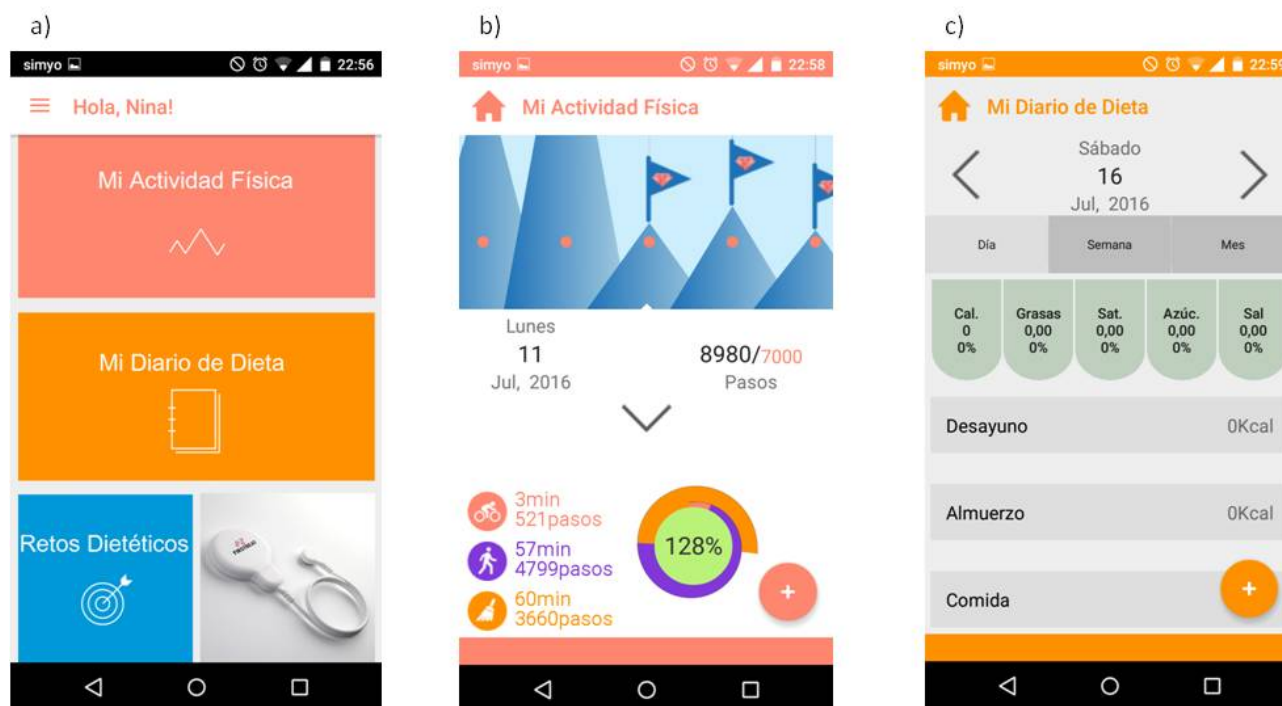 a)
simyo
22:56
Hola, Nina!
Mi Actividad Física
Mi Diario de Dieta
Retos Dietéticos
b)
simyo
22:58
Mi Actividad Física
Lunes
11
Jul, 2016
8980/7000
Pasos
3min
521pasos
57min
4799pasos
60min
3660pasos
128%
+
c)
simyo
22:59
Mi Diario de Dieta
Sábado
16
Jul, 2016
Día
Semana
Mes
Cal.
0
0%
Grasas
0,00
0%
Sat.
0,00
0%
Azúc.
0,00
0%
Sal
0,00
0%
Desayuno
0Kcal
Almuerzo
0Kcal
Comida
+